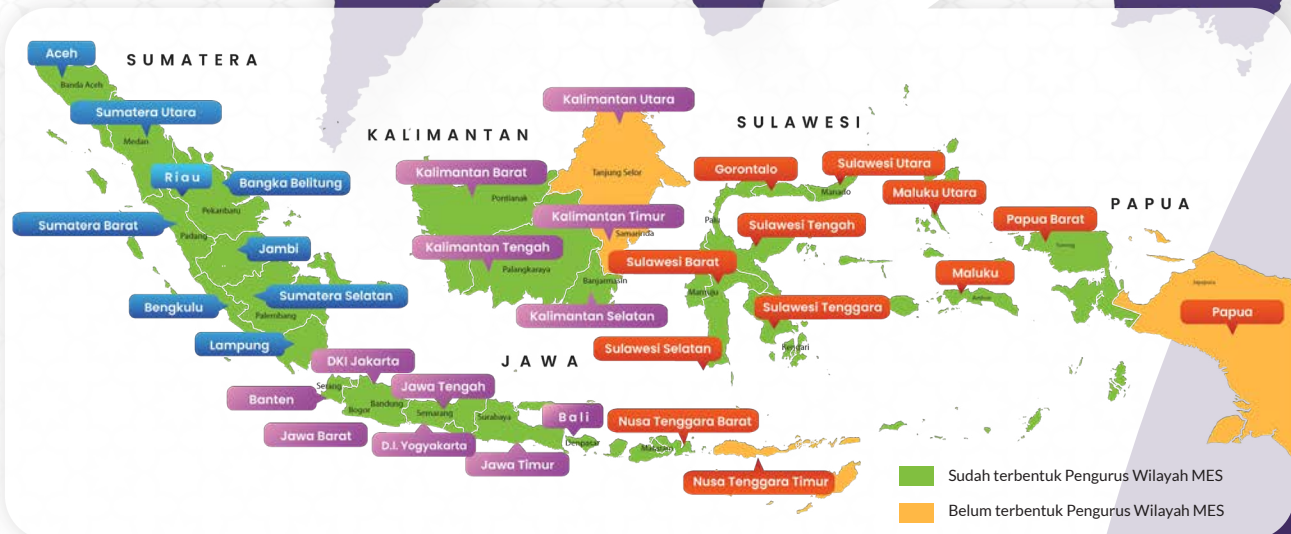 Aceh
SUMATERA
Banda Aceh
Sumatera Utara
Medan
Riau
Bangka Belitung
Pekanbaru
Sumatera Barat
Padang
Jambi
Sumatera Selatan
Bengkulu
Palembang
Lampung
KALIMANTAN
Kalimantan Utara
Kalimantan Barat
Tanjung Selor
Pontianak
Kalimantan Timur
Samarinda
Kalimantan Tengah
Palangkaraya
Banjarmasin
Kalimantan Selatan
SULAWESI
Gorontalo
Sulawesi Utara
Manado
Maluku Utara
Palu
Sulawesi Tengah
Sulawesi Barat
Mamuju
Sulawesi Tenggara
Kendari
Sulawesi Selatan
PAPUA
Papua Barat
Maluku
Ambon
Jayapura
Papua
JAWA
DKI Jakarta
Serang
Banten
Bandung
Bogor
Jawa Tengah
Semarang
Surabaya
Jawa Barat
D.I. Yogyakarta
Jawa Timur
Bali
Denpasar
Nusa Tenggara Barat
Mataram
Nusa Tenggara Timur
Sudah terbentuk Pengurus Wilayah MES
Belum terbentuk Pengurus Wilayah MES